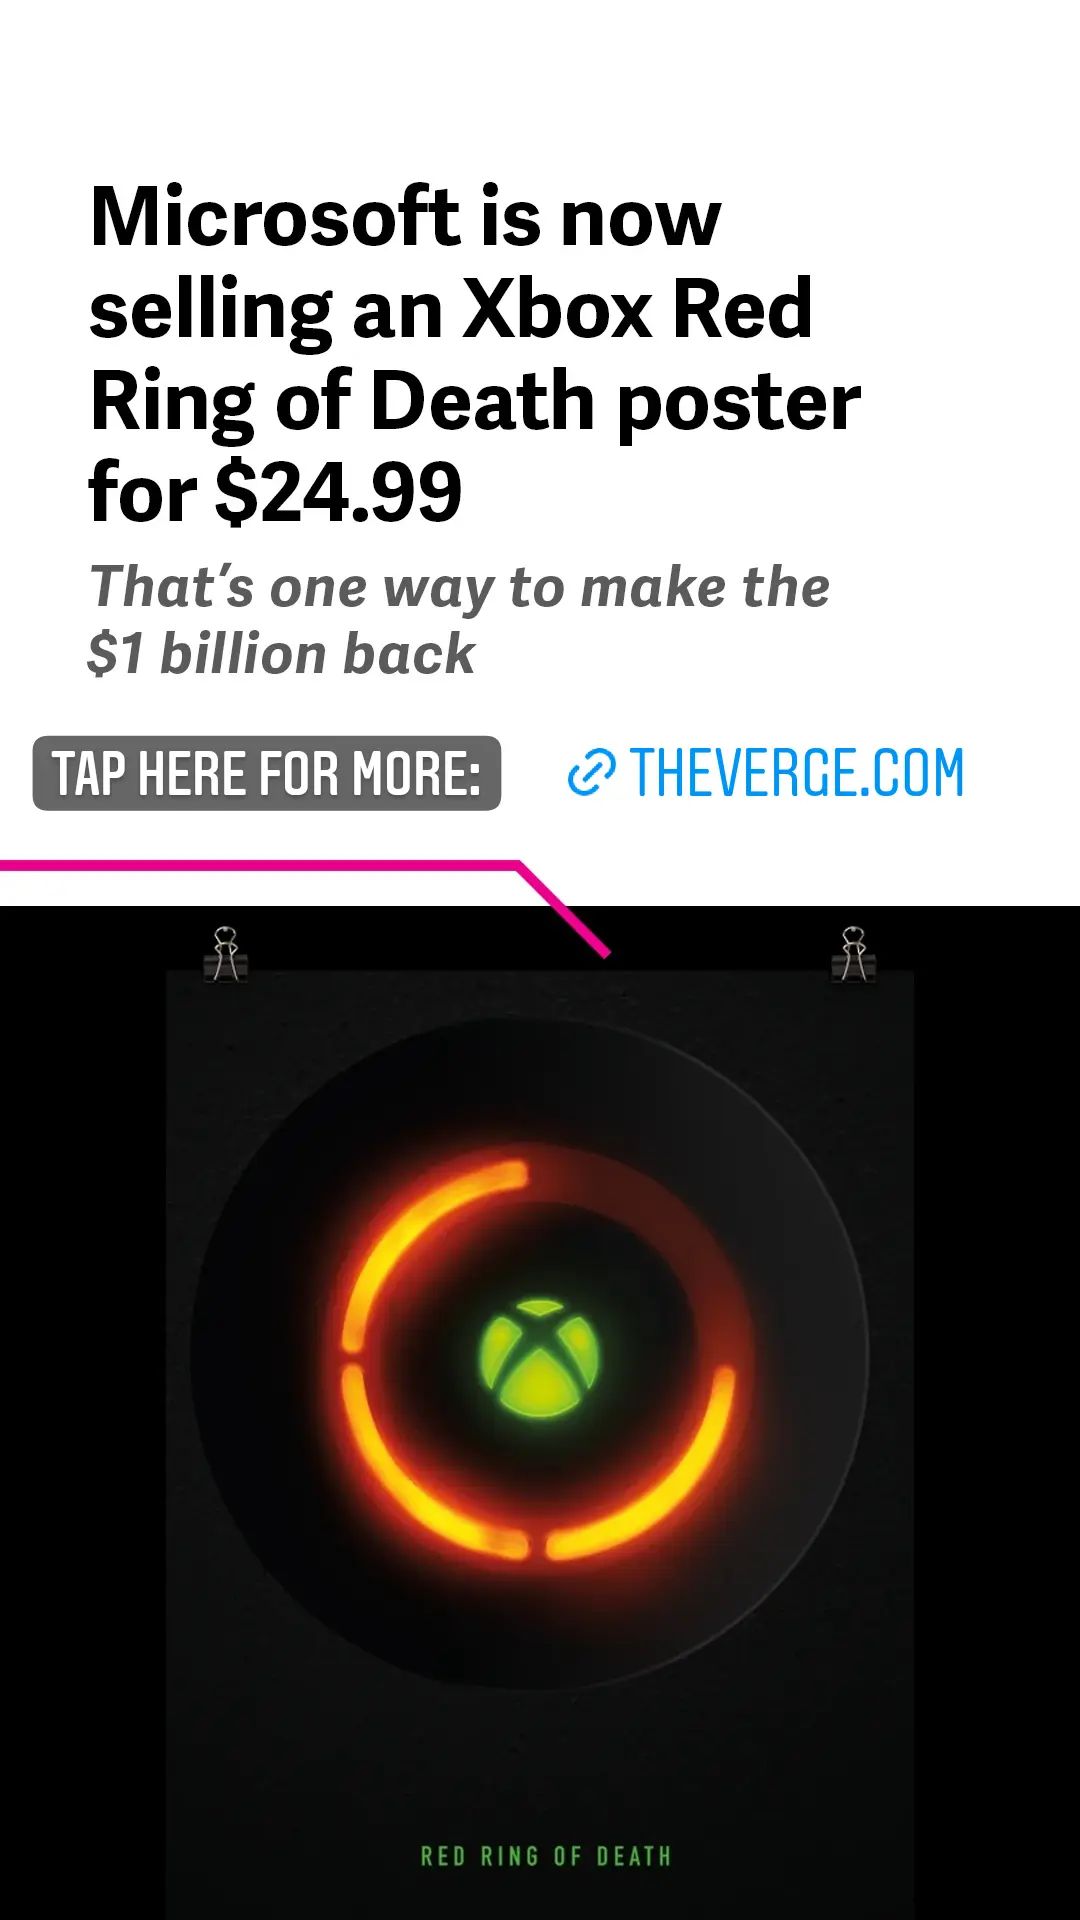 Microsoft is now
selling an Xbox Red
Ring of Death poster
for $24.99
That’s one way to make the
$1 billion back
TAP HERE FOR MORE:
THEVERGE.COM
RED RING OF DEATH